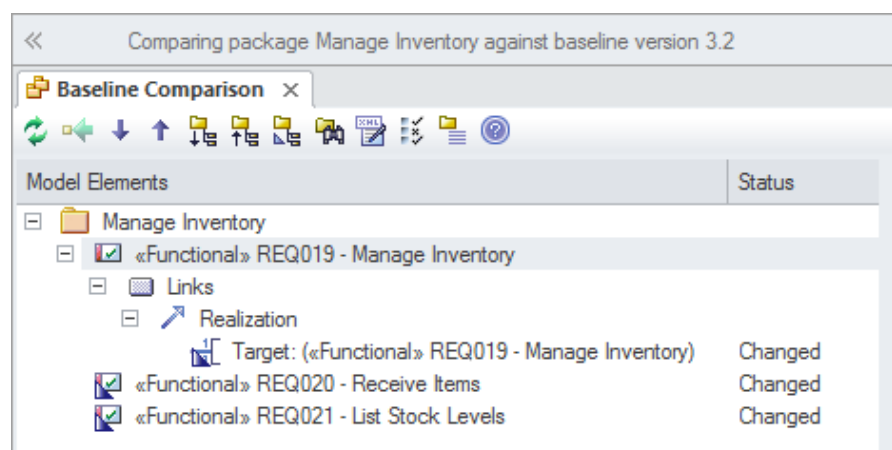 Comparing package Manage Inventory against baseline version 3.2
Baseline Comparison
Model Elements Status
Manage Inventory
«Functional» REQ019 - Manage Inventory
Links
Realization
Target: («Functional» REQ019 - Manage Inventory) Changed
«Functional» REQ020 - Receive Items Changed
«Functional» REQ021 - List Stock Levels Changed